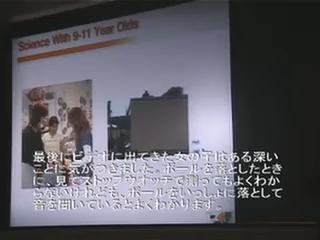 Science With 9-11 Year Olds
最後にビデオに出てきた女の子はある深い
ことに気がつきました。ボールを落としたとき
に、見てストップウォッチで測ってもよくわか
らないけれども、ボールをいっしょに落として
音を聞いているとよくわかります。